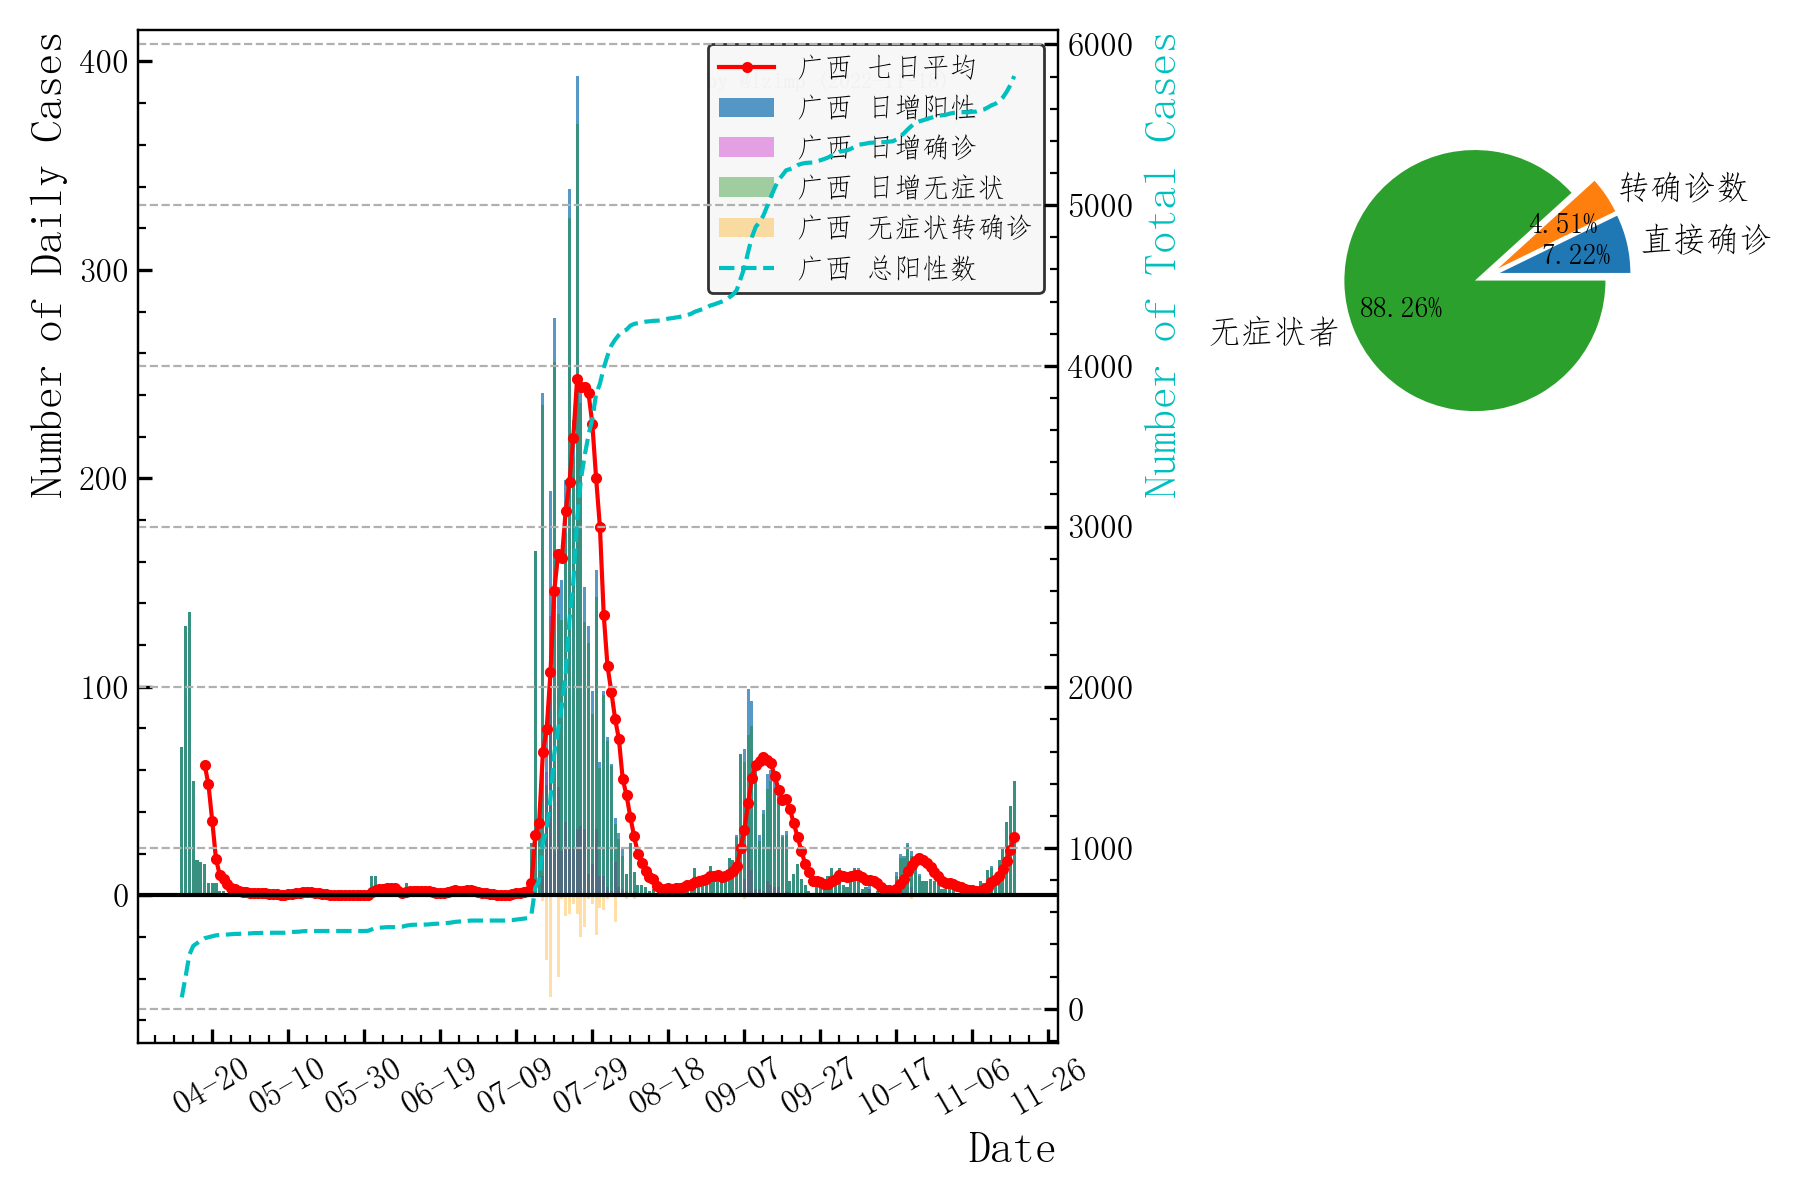 Number of Daily Cases
400
300
200
100
0
广西 七日平均
广西 日增阳性
广西 日增确诊
广西 日增无症状
广西 无症状转确诊
广西 总阳性数
6000
5000
4000
3000
2000
1000
0
Number of Total Cases
04-20
05-10
05-30
06-19
07-09
07-29
08-18
09-07
09-27
10-17
11-06
11-26
Date
转确诊数
4.51%
直接确诊
7.22%
88.26%
无症状者